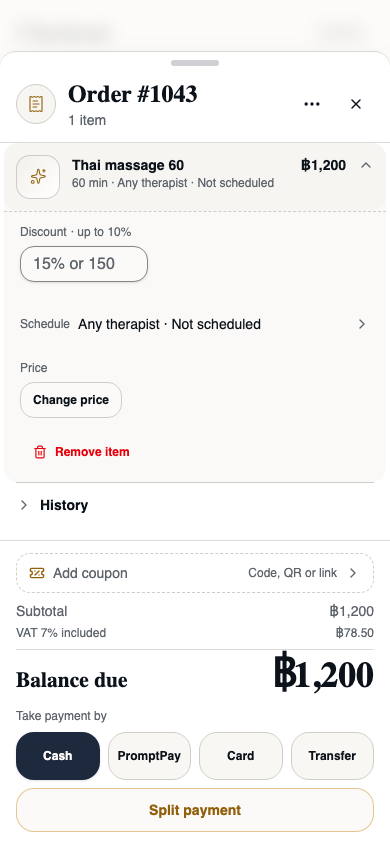 Order #1043
1 item
Thai massage 60
฿1,200
60 min · Any therapist · Not scheduled
Discount · up to 10%
15% or 150
Schedule Any therapist · Not scheduled
Price
Change price
Remove item
History
Add coupon
Code, QR or link
Subtotal
฿1,200
VAT 7% included
฿78.50
Balance due
฿1,200
Take payment by
Cash
PromptPay
Card
Transfer
Split payment